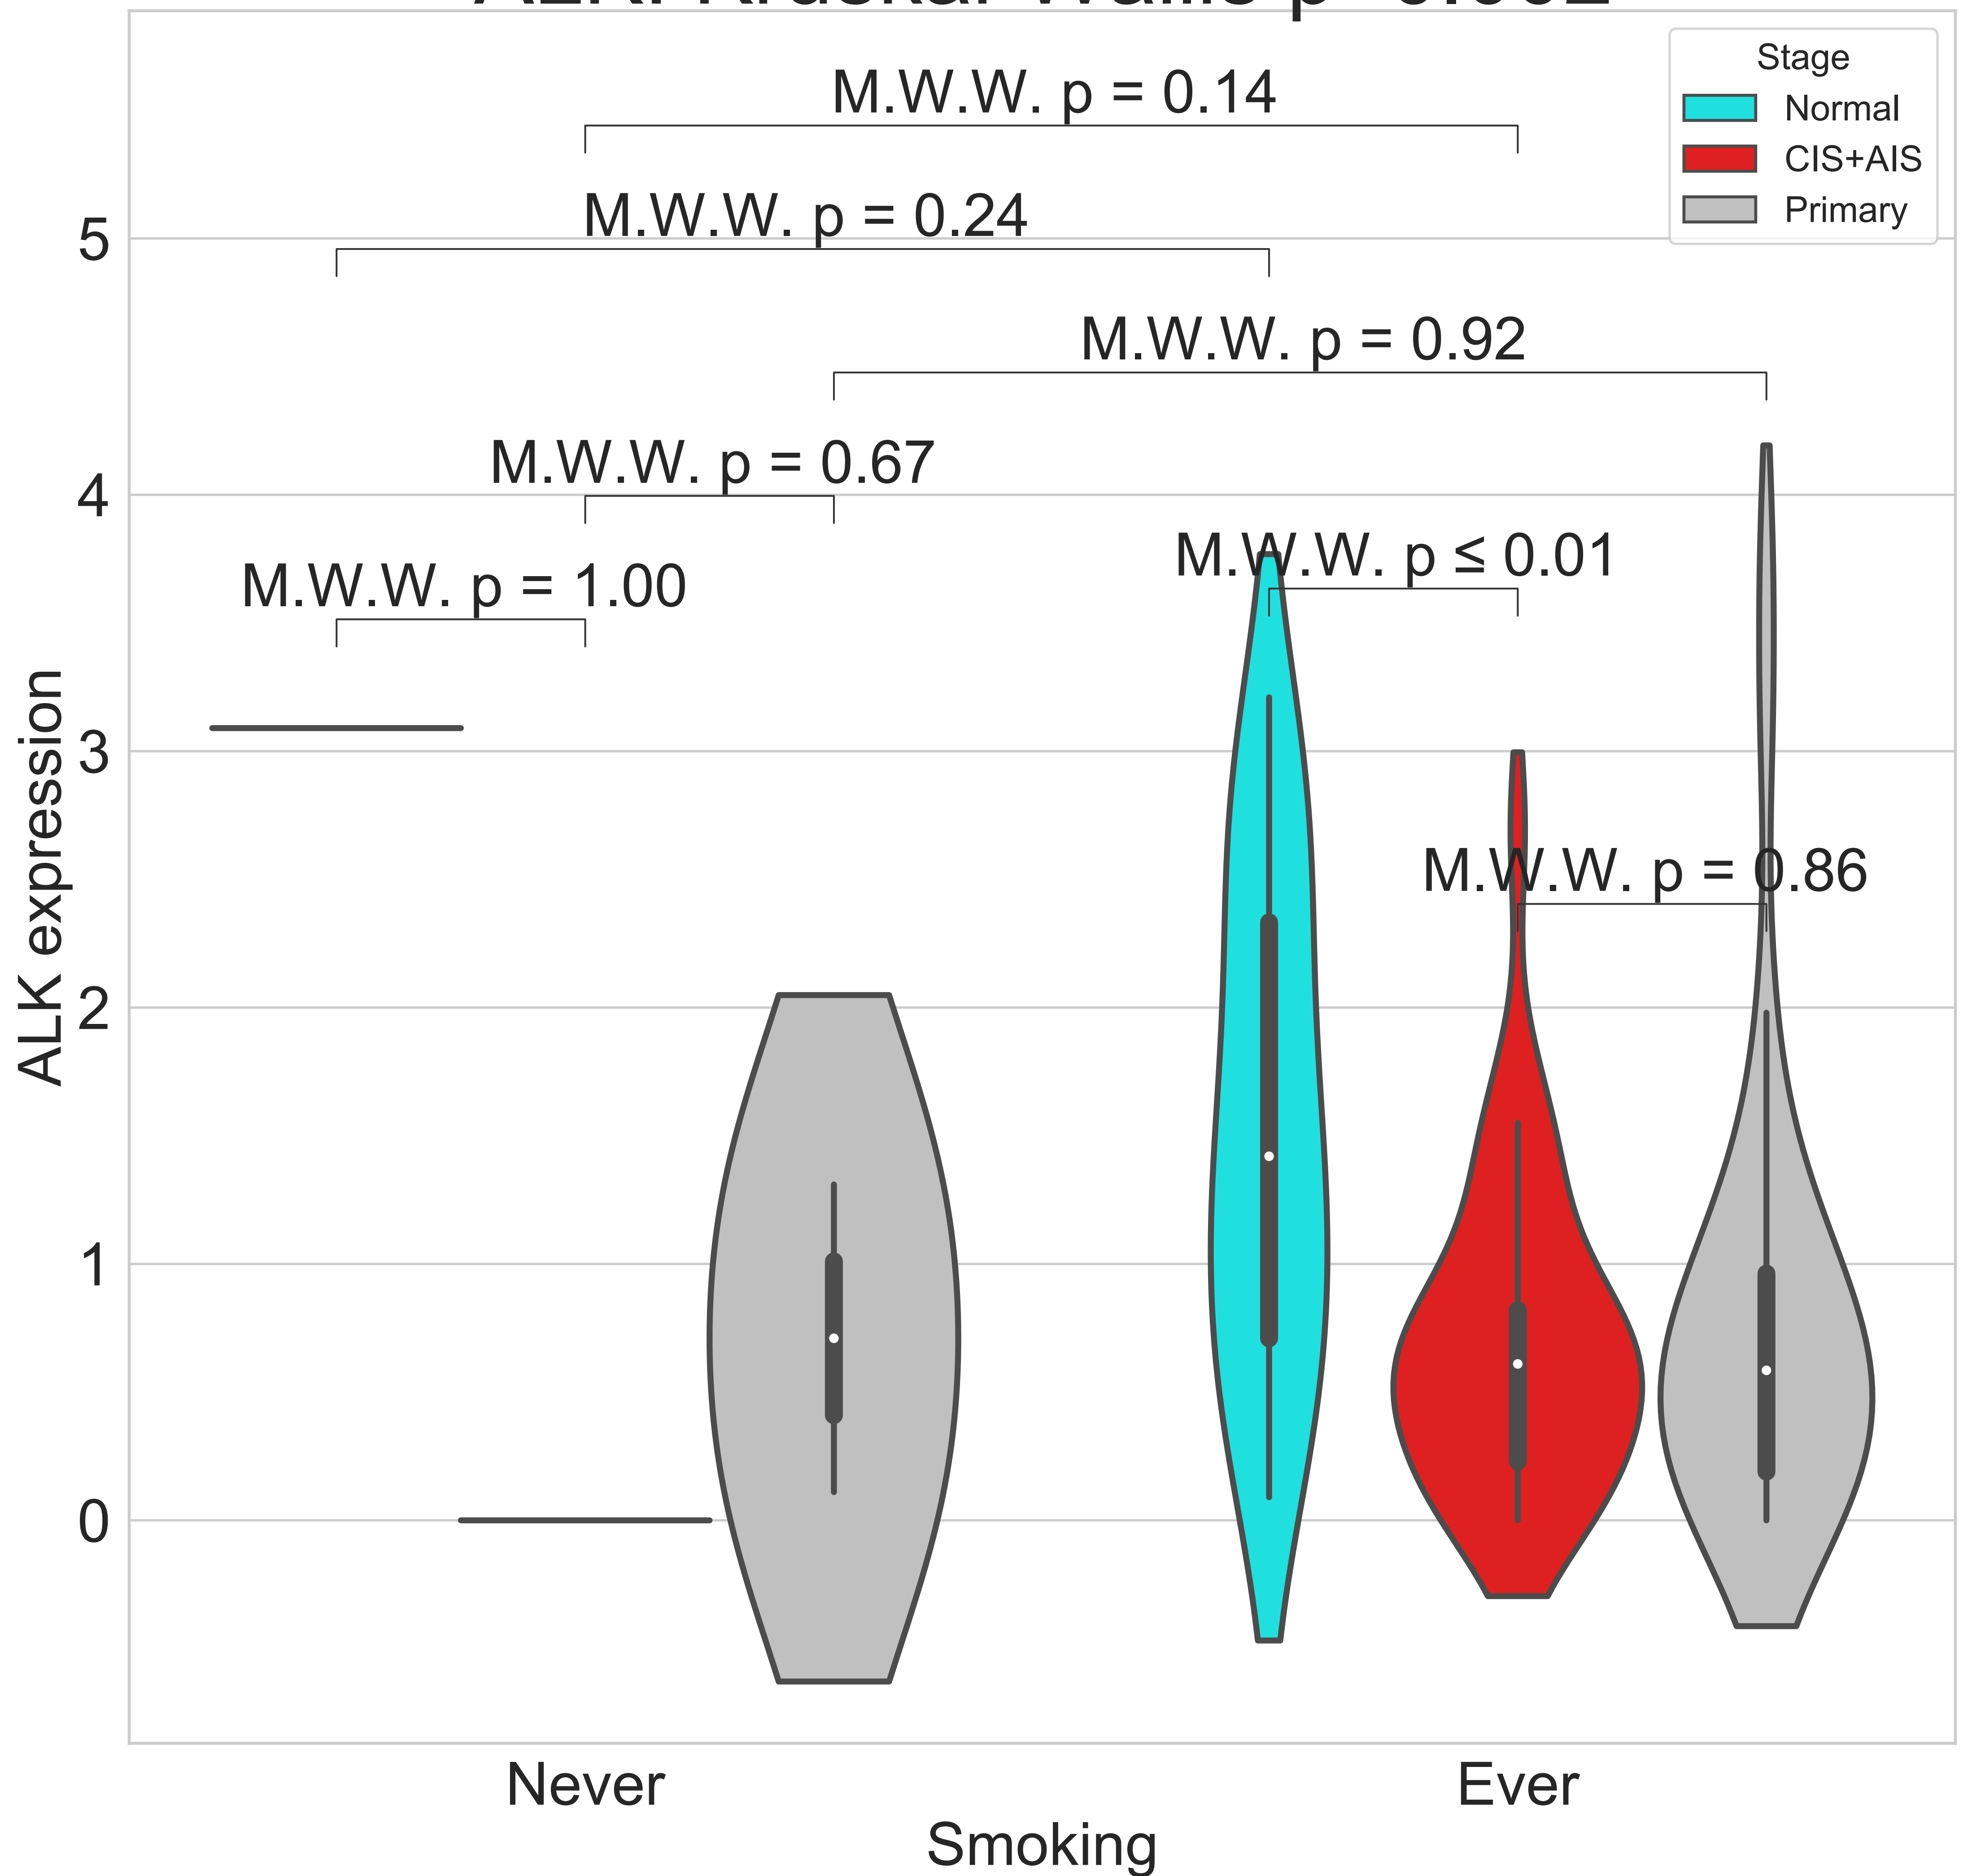 Stage
Normal
CIS+AIS
Primary
M.W.W. p = 0.14
M.W.W. p = 0.24
M.W.W. p = 0.92
M.W.W. p = 0.67
M.W.W. p ≤ 0.01
M.W.W. p = 1.00
M.W.W. p = 0.86
ALK expression
5
4
3
2
1
0
Never
Ever
Smoking